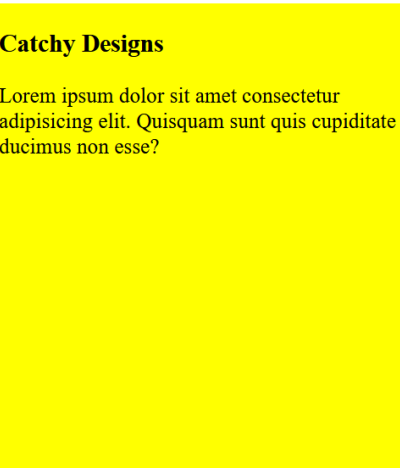 Catchy Designs
Lorem ipsum dolor sit amet consectetur
adipisicing elit. Quisquam sunt quis cupiditate
ducimus non esse?